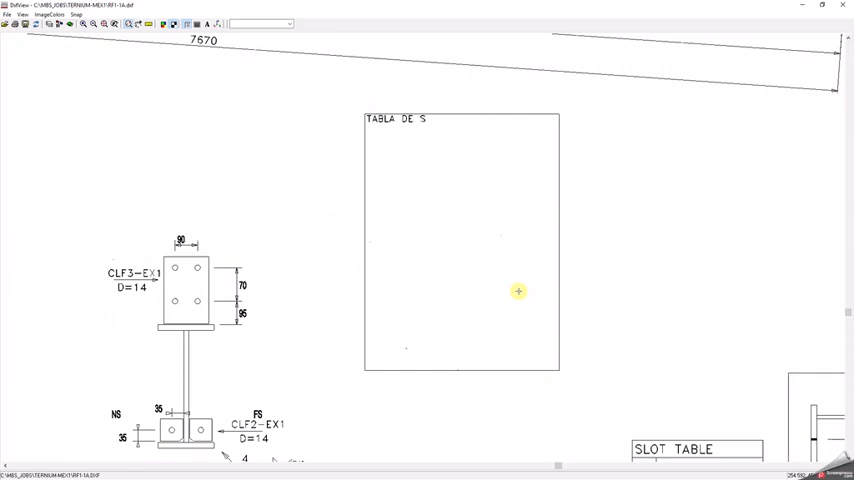 DxfView - C:\MBS_JOBS\TERNIUM-MEX1\RF1-1A.dxf
File View ImageColors Snap
7670
TABLA DE S
90
CLF3-EX1
D=14
70
95
NS
35
FS
35
CLF2-EX1
D=14
4
SLOT TABLE
C:\MBS_JOBS\TERNIUM-MEX1\RF1-1A.DXF